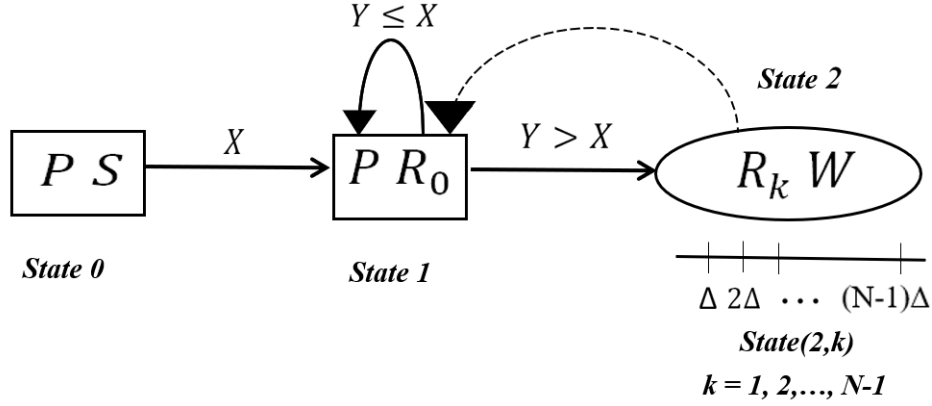 Y ≤ X
State 2
X
Y > X
P S
P R₀
Rₖ W
State 0
State 1
Δ 2Δ ⋯ (N-1)Δ
State(2,k)
k = 1, 2,..., N-1